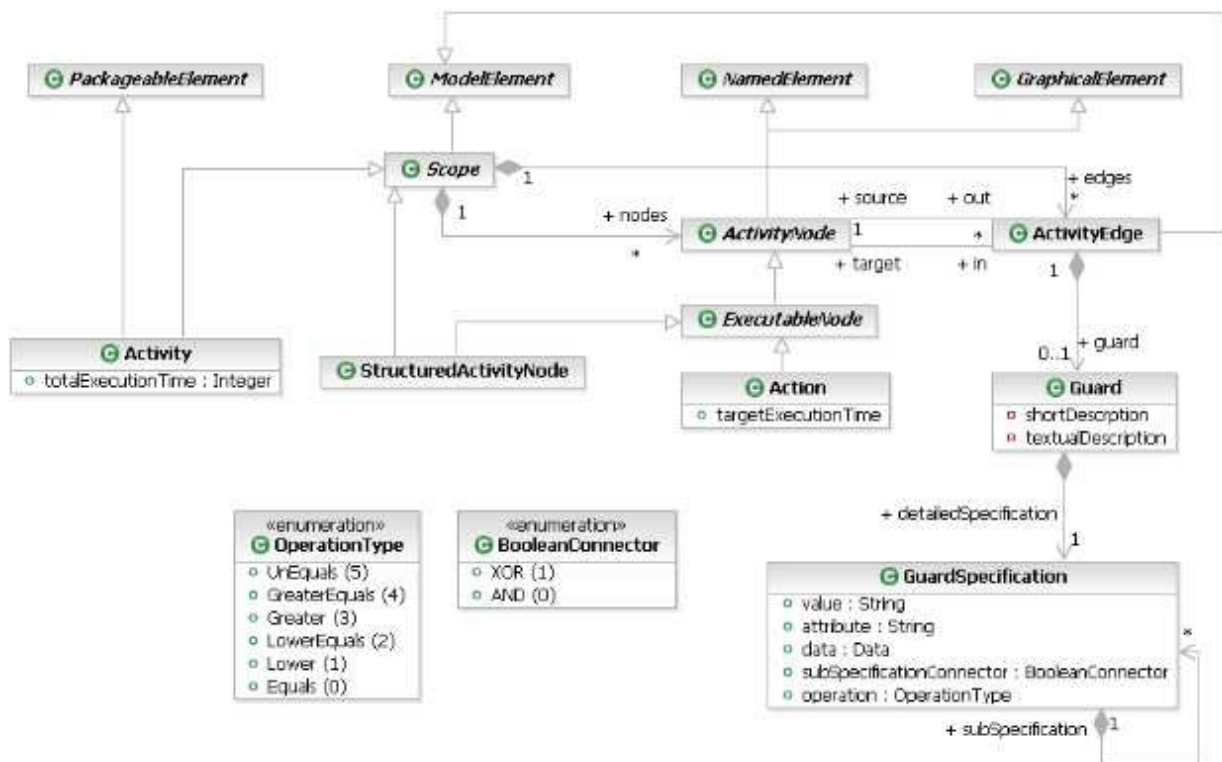 PackageableElement
ModelElement
NamedElement
GraphicalElement
Scope
1
1
+ nodes
*
+ edges
*
+ source
+ out
1
*
ActivityNode
ActivityEdge
+ target
+ in
1
ExecutableNode
+ guard
0..1
Activity
totalExecutionTime : Integer
StructuredActivityNode
Action
targetExecutionTime
Guard
shortDescrption
textualDescription
+ detailedSpecification
1
«enumeration»
OperationType
UnEquals (5)
GreaterEquals (4)
Greater (3)
LowerEquals (2)
Lower (1)
Equals (0)
«enumeration»
BooleanConnector
XOR (1)
AND (0)
GuardSpecification
value : String
attribute : String
data : Data
subSpecificationConnector : BooleanConnector
operation : OperationType
*
+ subSpecification
1